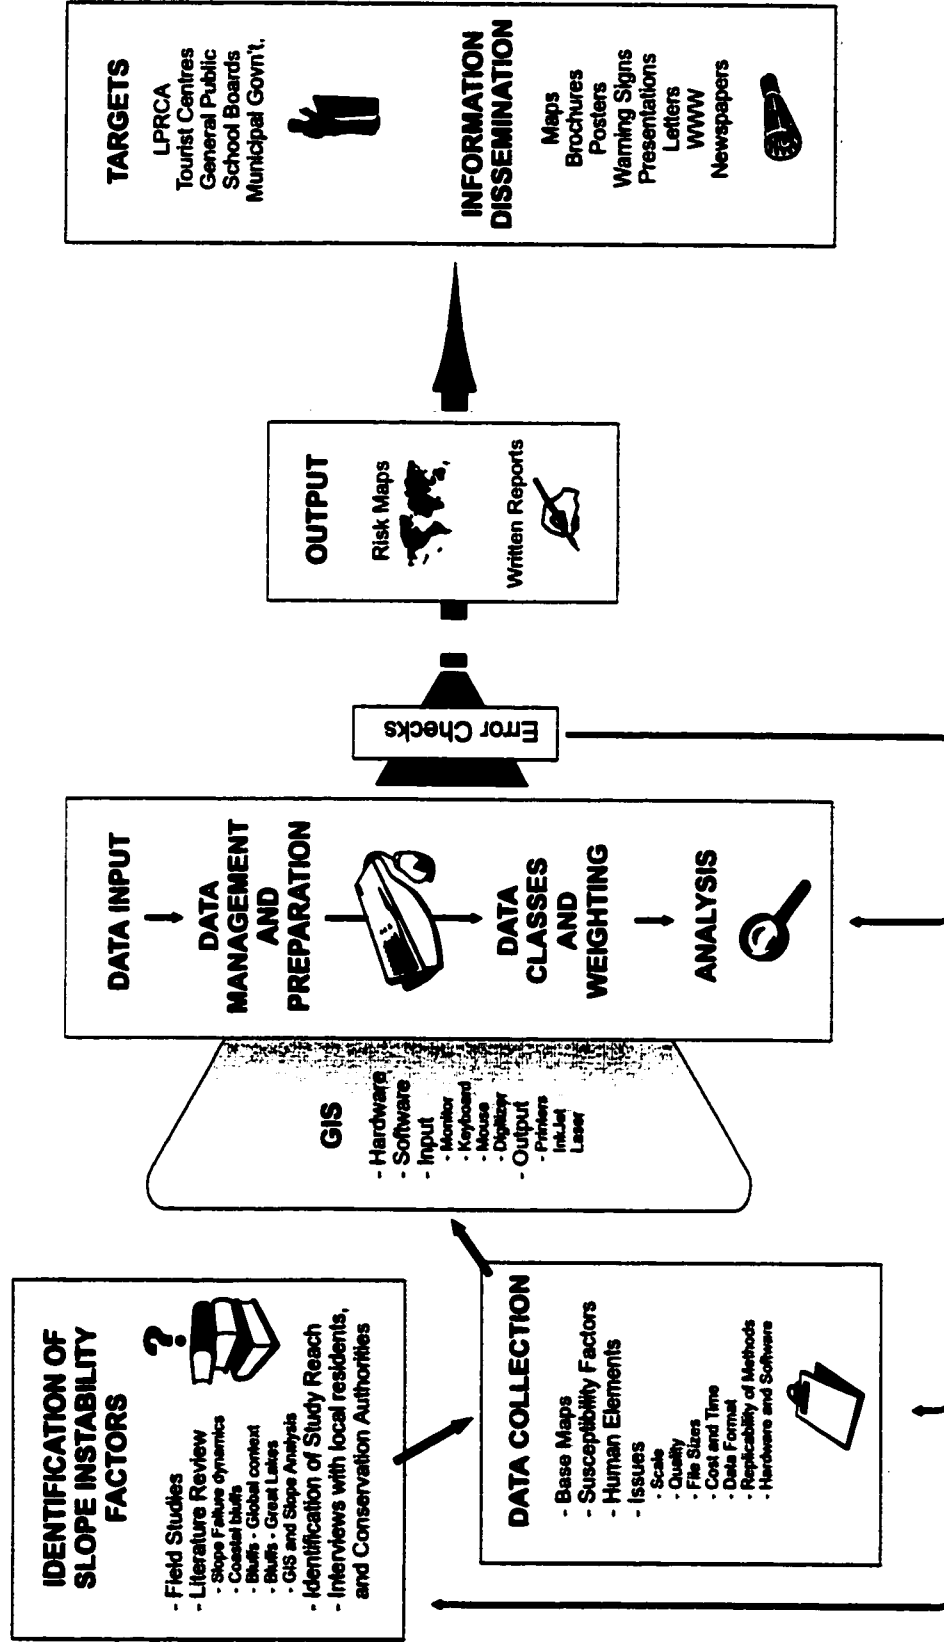 IDENTIFICATION OF
SLOPE INSTABILITY
FACTORS
?
- Field Studies
- Literature Review
- Slope Failure dynamics
- Coastal bluffs
- Bluffs - Global context
- Bluffs - Great Lakes
- GIS and Slope Analysis
- Identification of Study Reach
- Interviews with local residents,
and Conservation Authorities
DATA COLLECTION
- Base Maps
- Susceptibility Factors
- Human Elements
- Issues
- Scale
- Quality
- File Sizes
- Cost and Time
- Data Format
- Replicability of Methods
- Hardware and Software
GIS
- Hardware
- Software
- Input
- Monitor
- Keyboard
- Mouse
- Digitizer
- Output
- Printers
InkJet
Laser
DATA INPUT
DATA
MANAGEMENT
AND
PREPARATION
DATA
CLASSES
AND
WEIGHTING
ANALYSIS
Error Checks
OUTPUT
Risk Maps
Written Reports
TARGETS
LPRCA
Tourist Centres
General Public
School Boards
Municipal Govn't.
INFORMATION
DISSEMINATION
Maps
Brochures
Posters
Warning Signs
Presentations
Letters
WWW
Newspapers